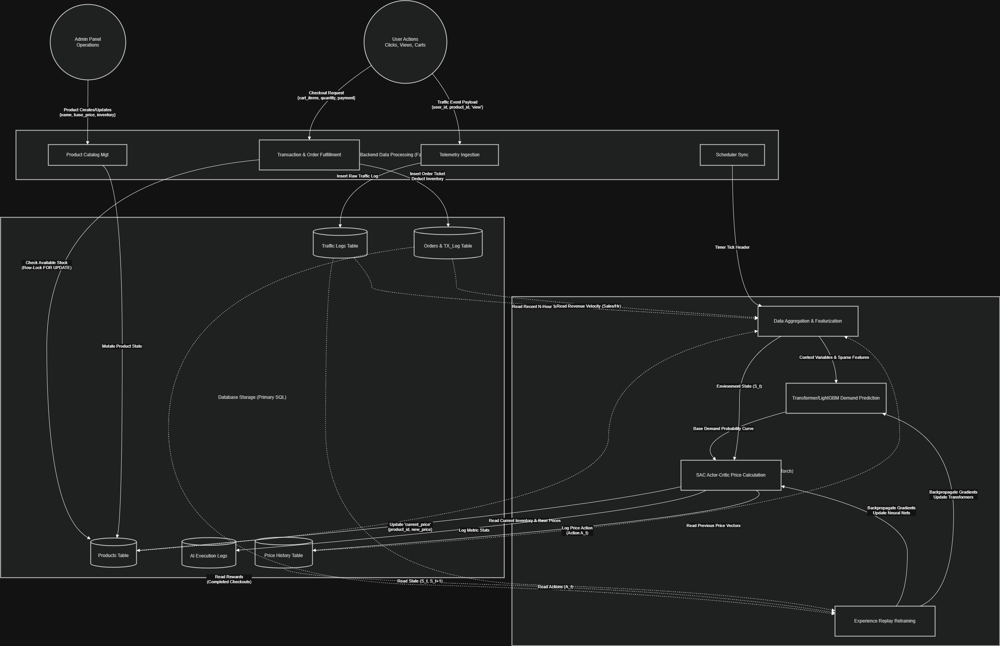 Admin Panel
Operations
User Actions
Clicks, Views, Carts
Checkout Request
{cart_items, quantity, payment}
Traffic Event Payload
{user_id, product_id, 'view'}
Product Creates/Updates
{name, base_price, inventory}
Product Catalog Mgt
Transaction & Order Fulfillment
Backend Data Processing (Fa
Telemetry Ingestion
Scheduler Sync
Insert Raw Traffic Log
Insert Order Ticket
Deduct Inventory
Traffic Logs Table
Orders & TX_Log Table
Timer Tick Header
Check Available Stock
(Row-Lock FOR UPDATE)
Read Recent N-Hour
Read Revenue Velocity (Sales/Hr)
Data Aggregation & Featurization
Mutate Product State
Context Variables & Sparse Features
Environment State (S_t)
Database Storage (Primary SQL)
Transformer/LightGBM Demand Prediction
Base Demand Probability Curve
SAC Actor-Critic Price Calculation
Torch)
Backpropagate Gradients
Update Transformers
Backpropagate Gradients
Update Neural Nets
Update 'current_price'
{product_id, new_price}
Read Current Inventory & Base Prices
Log Metric Stats
Log Price Action
(Action A_t)
Read Previous Price Vectors
Products Table
AI Execution Logs
Price History Table
Read Rewards
(Completed Checkouts)
Read State (S_t, S_t+1)
Read Actions (A_t)
Experience Replay Retraining